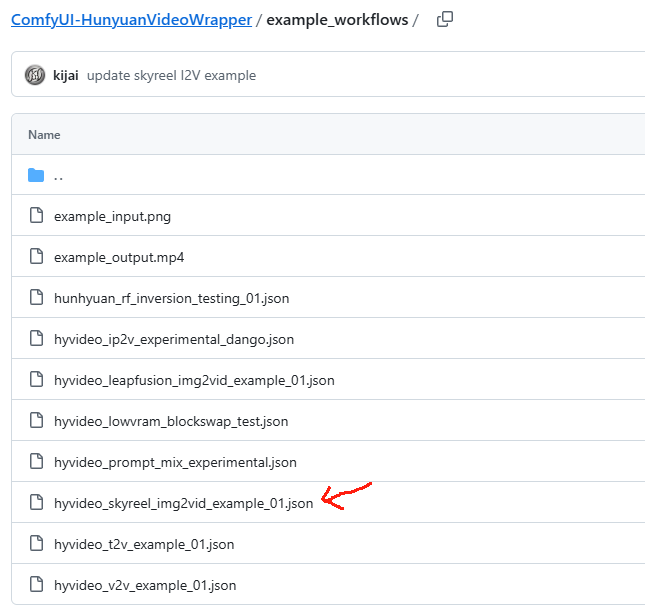 ComfyUI-HunyuanVideoWrapper / example_workflows /
kijai update skyreel I2V example
Name
..
example_input.png
example_output.mp4
hunhyuan_rf_inversion_testing_01.json
hyvideo_ip2v_experimental_dango.json
hyvideo_leapfusion_img2vid_example_01.json
hyvideo_lowvram_blockswap_test.json
hyvideo_prompt_mix_experimental.json
hyvideo_skyreel_img2vid_example_01.json
hyvideo_t2v_example_01.json
hyvideo_v2v_example_01.json